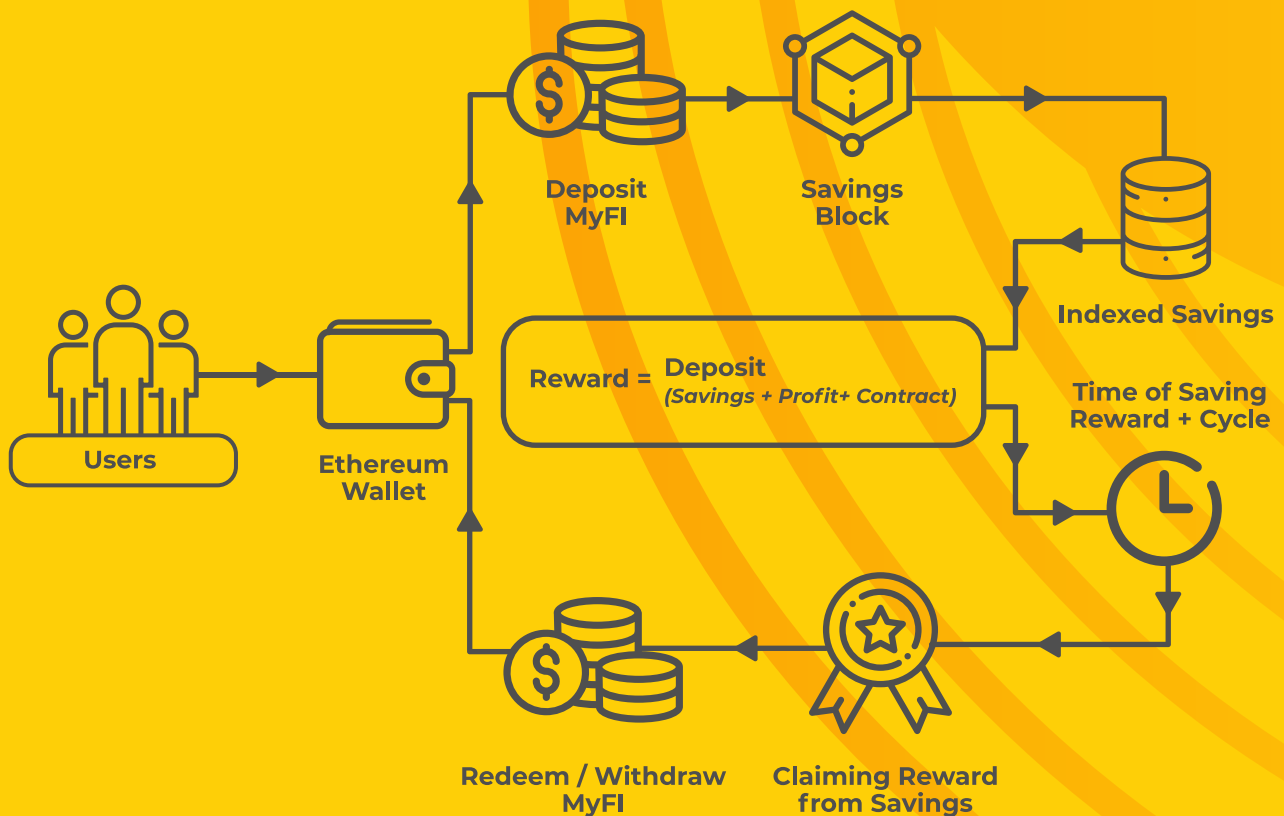 Deposit
MyFI
Savings
Block
Indexed Savings
Reward = Deposit
(Savings + Profit+ Contract)
Time of Saving
Reward + Cycle
Users
Ethereum
Wallet
Redeem / Withdraw
MyFI
Claiming Reward
from Savings